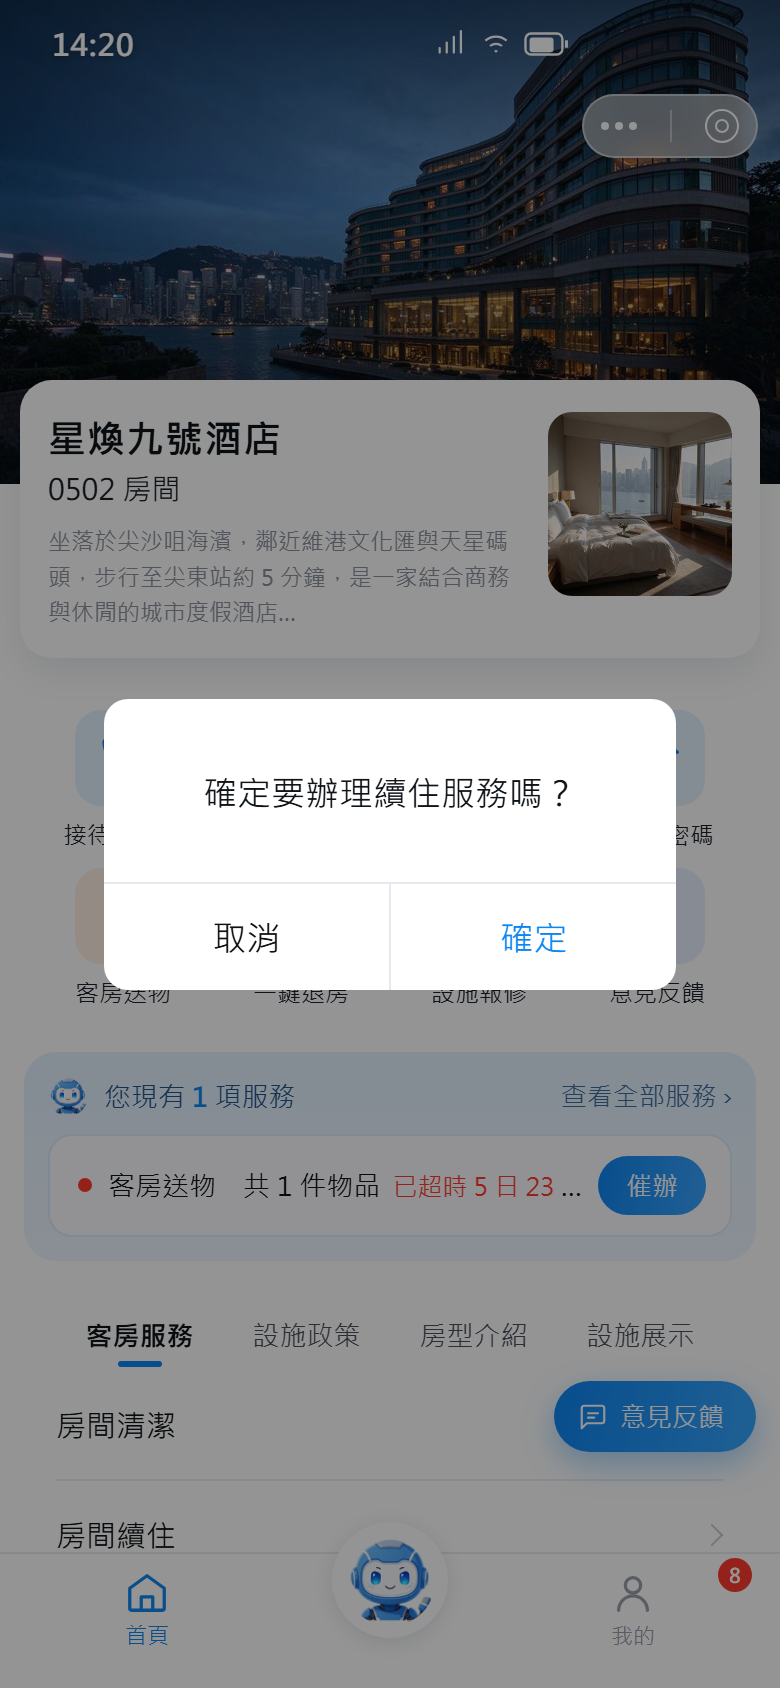 14:20
星煥九號酒店
0502 房間
坐落於尖沙咀海濱，鄰近維港文化匯與天星碼
頭，步行至尖東站約 5 分鐘，是一家結合商務
與休閒的城市度假酒店...
確定要辦理續住服務嗎？
取消
確定
接待
密碼
客房送物
一鍵退房
設施報修
意見反饋
您現有 1 項服務
查看全部服務 ›
客房送物 共 1 件物品 已超時 5 日 23 ...
催辦
客房服務
設施政策
房型介紹
設施展示
房間清潔
意見反饋
房間續住
首頁
我的
8